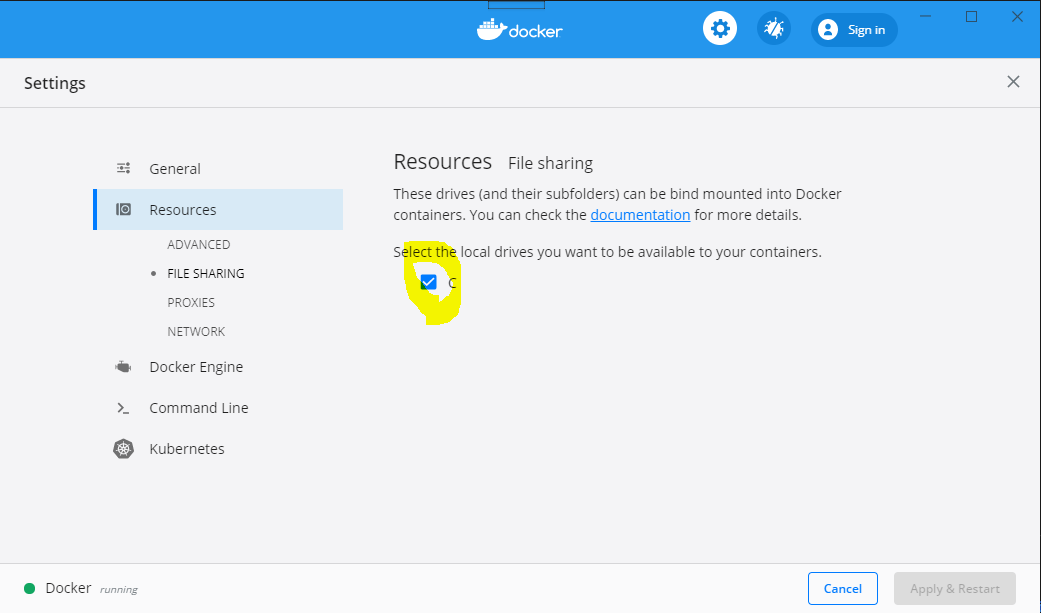 docker
Sign in
Settings
General
Resources
ADVANCED
FILE SHARING
PROXIES
NETWORK
Docker Engine
Command Line
Kubernetes
Resources File sharing
These drives (and their subfolders) can be bind mounted into Docker
containers. You can check the documentation for more details.
Select the local drives you want to be available to your containers.
C
Docker running
Cancel
Apply & Restart